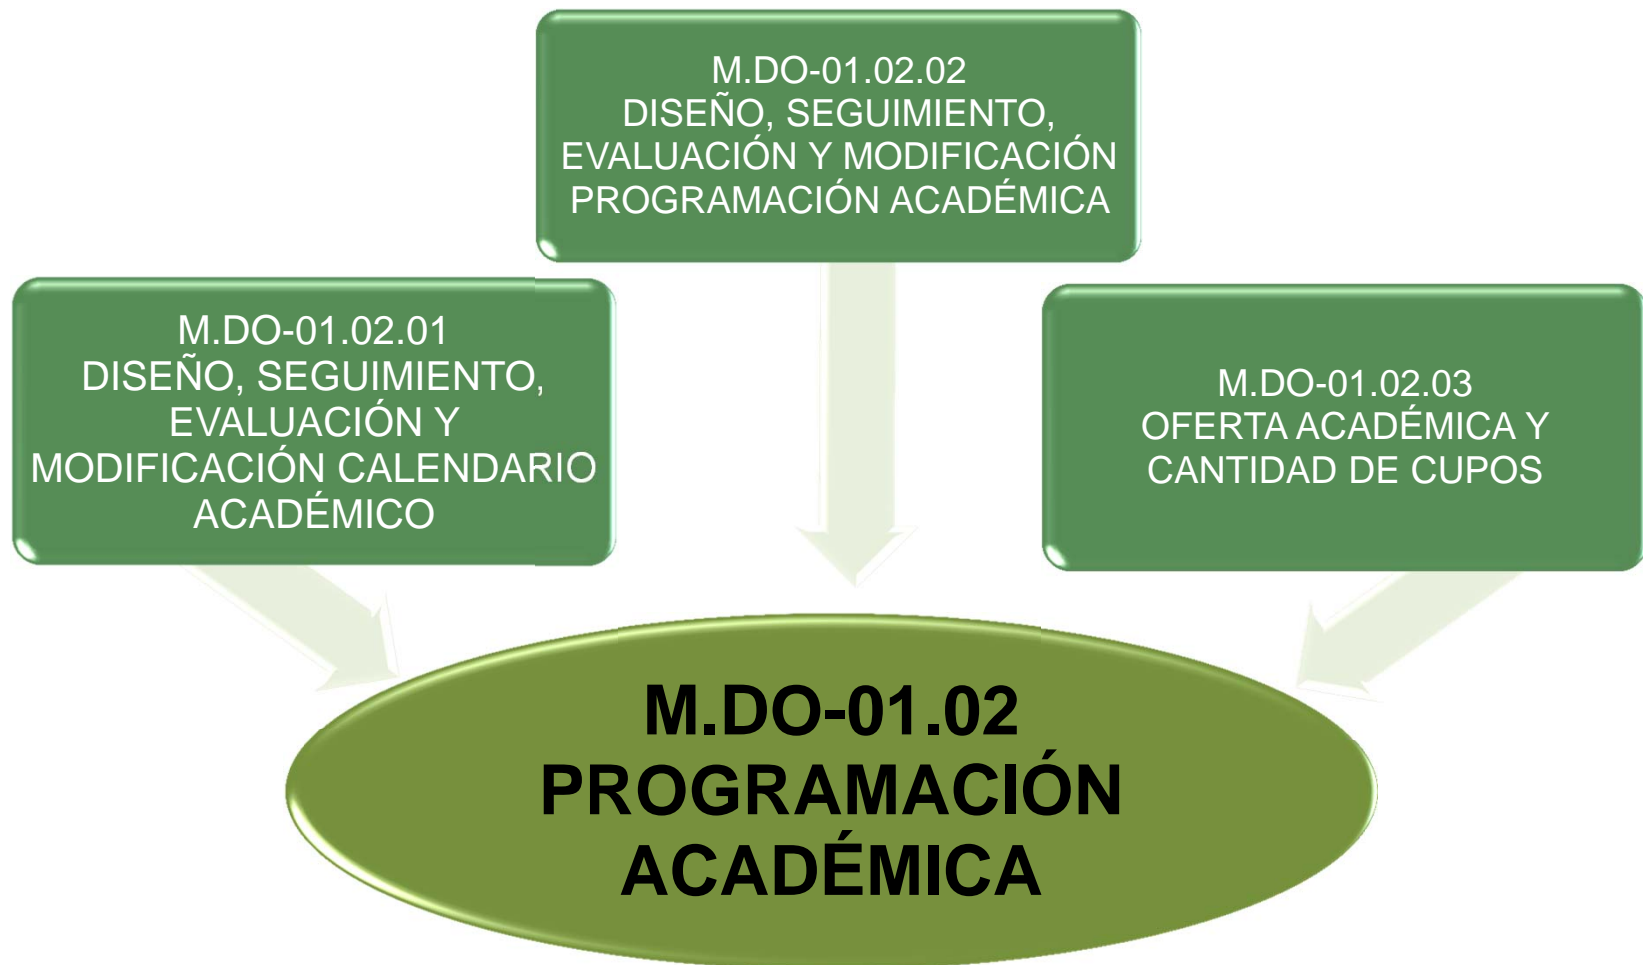 M.DO-01.02.02
DISEÑO, SEGUIMIENTO,
EVALUACIÓN Y MODIFICACIÓN
PROGRAMACIÓN ACADÉMICA
M.DO-01.02.01
DISEÑO, SEGUIMIENTO,
EVALUACIÓN Y
MODIFICACIÓN CALENDARIO
ACADÉMICO
M.DO-01.02.03
OFERTA ACADÉMICA Y
CANTIDAD DE CUPOS
M.DO-01.02
PROGRAMACIÓN
ACADÉMICA